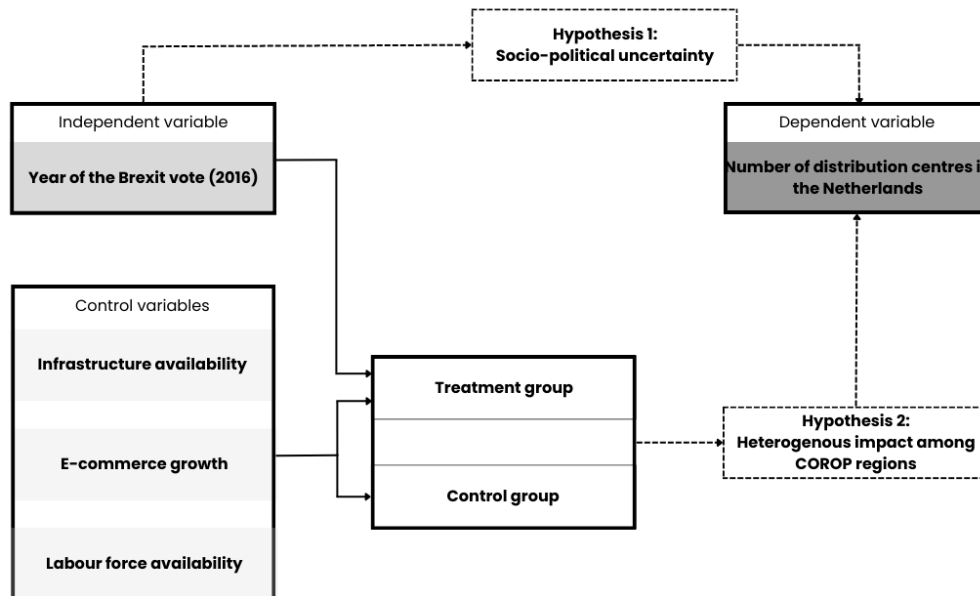 Hypothesis 1:
Socio-political uncertainty
Independent variable
Year of the Brexit vote (2016)
Dependent variable
Number of distribution centres i
the Netherlands
Control variables
Infrastructure availability
E-commerce growth
Labour force availability
Treatment group
Control group
Hypothesis 2:
Heterogenous impact among
COROP regions